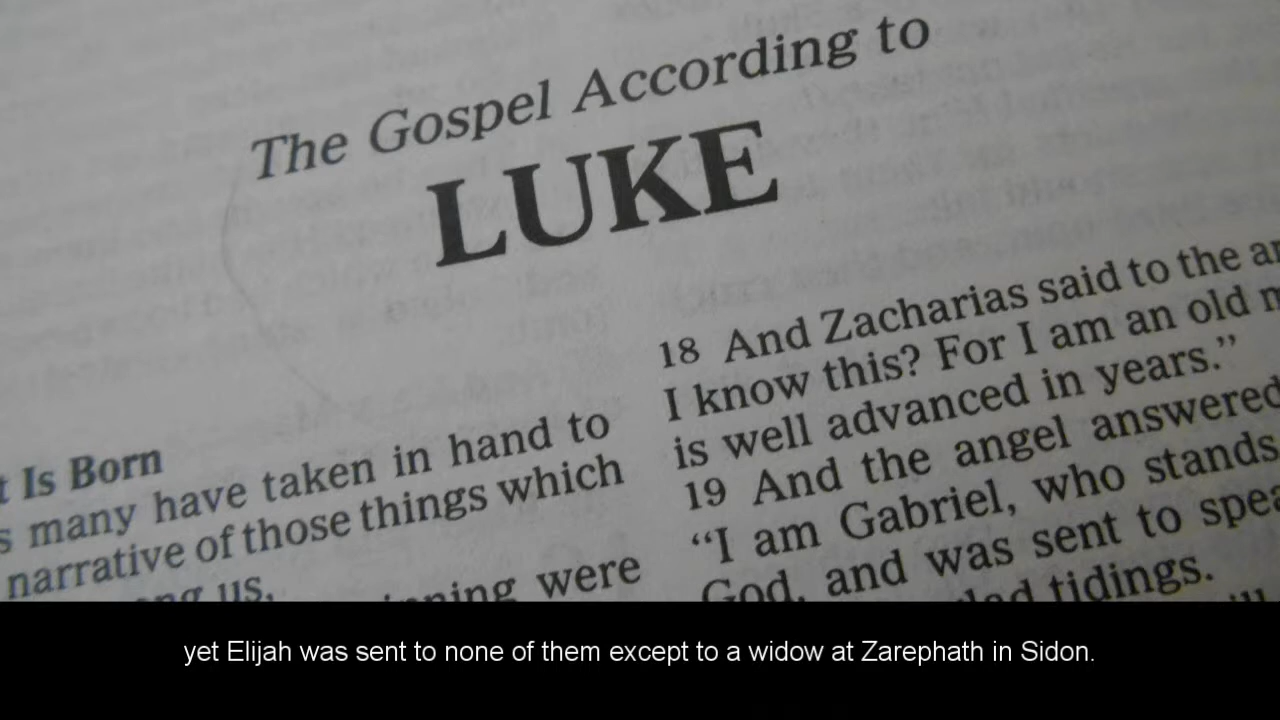 The Gospel According to
LUKE
Is Born
many have taken in hand to
narrative of those things which
us,
were
18 And Zacharias said to the
I know this? For I am an old
is well advanced in years.”
19 And the angel answered
“I am Gabriel, who stands
God, and was sent to
tidings.
yet Elijah was sent to none of them except to a widow at Zarephath in Sidon.